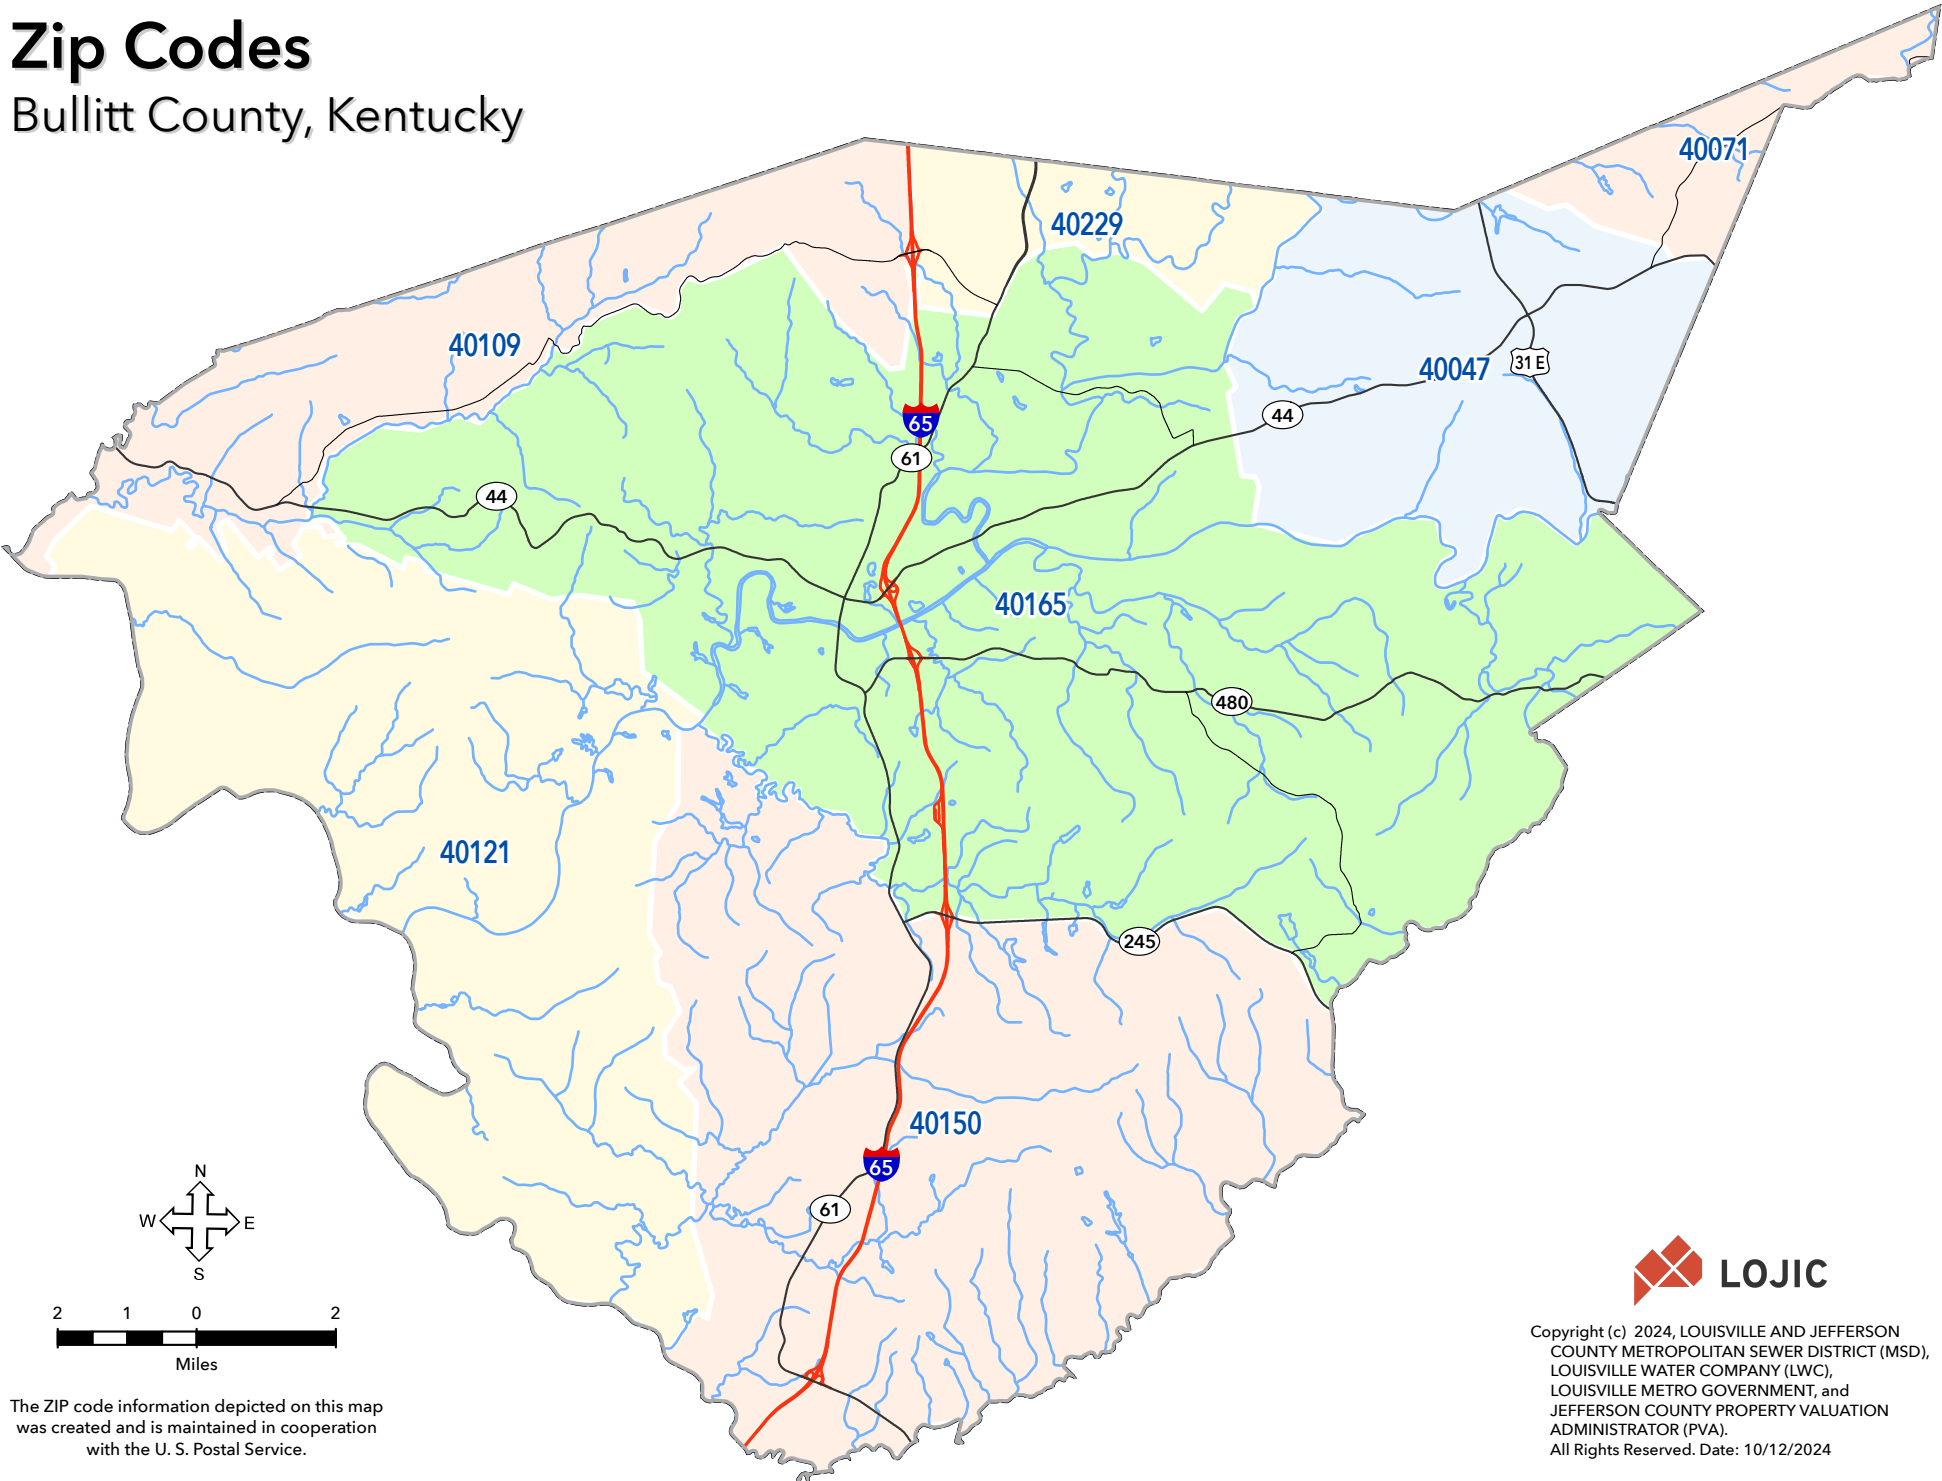 Zip Codes
Bullitt County, Kentucky
40071
40229
40109
40047
31 E
44
65
61
44
40165
480
40121
245
40150
65
61
N
W
E
S
2 1 0 2
Miles
The ZIP code information depicted on this map
was created and is maintained in cooperation
with the U. S. Postal Service.
LOJIC
Copyright (c) 2024, LOUISVILLE AND JEFFERSON
COUNTY METROPOLITAN SEWER DISTRICT (MSD),
LOUISVILLE WATER COMPANY (LWC),
LOUISVILLE METRO GOVERNMENT, and
JEFFERSON COUNTY PROPERTY VALUATION
ADMINISTRATOR (PVA).
All Rights Reserved. Date: 10/12/2024